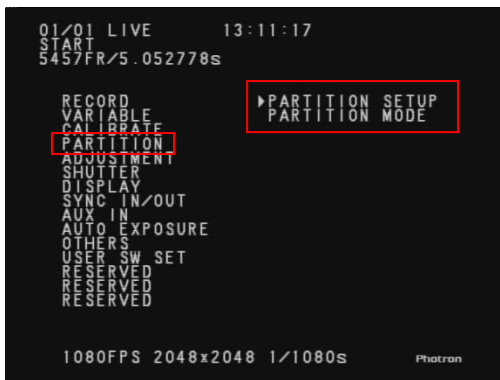 01/01 LIVE 13:11:17
START
5457FR/5.052778s
RECORD
VARIABLE
CALIBRATE
PARTITION
ADJUSTMENT
SHUTTER
DISPLAY
SYNC IN/OUT
AUX IN
AUTO EXPOSURE
OTHERS
USER SW SET
RESERVED
RESERVED
RESERVED
▶PARTITION SETUP
PARTITION MODE
1080FPS 2048x2048 1/1080s
Photron